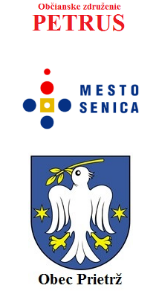 Občianske združenie
PETRUS
MESTO
SENICA
Obec Prietrž